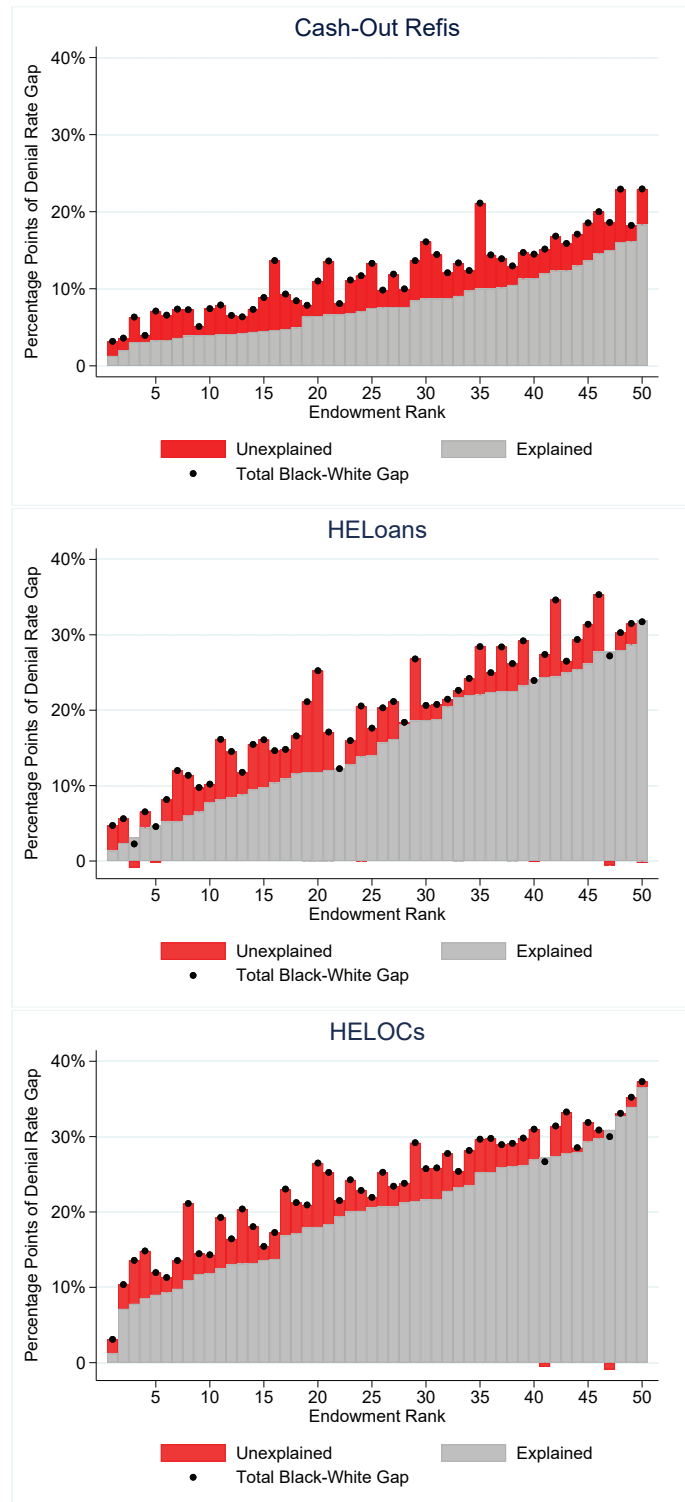 Cash-Out Refis
Percentage Points of Denial Rate Gap
40%
30%
20%
10%
0
5 10 15 20 25 30 35 40 45 50
Endowment Rank
Unexplained Explained
Total Black-White Gap
HELoans
Percentage Points of Denial Rate Gap
40%
30%
20%
10%
0
5 10 15 20 25 30 35 40 45 50
Endowment Rank
Unexplained Explained
Total Black-White Gap
HELOCs
Percentage Points of Denial Rate Gap
40%
30%
20%
10%
0
5 10 15 20 25 30 35 40 45 50
Endowment Rank
Unexplained Explained
Total Black-White Gap